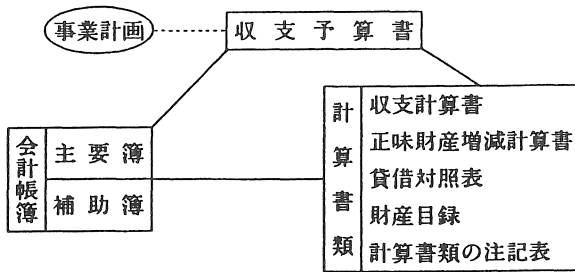 事業計画
収支予算書
会計帳簿
主要簿
補助簿
計算書類
収支計算書
正味財産増減計算書
貸借対照表
財産目録
計算書類の注記表